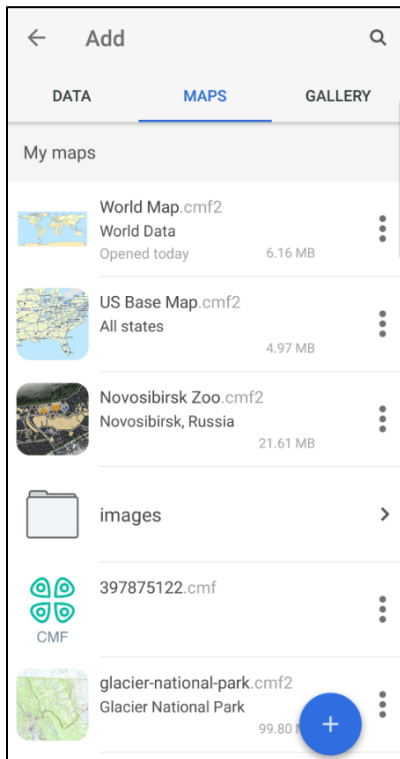 Add
DATA MAPS GALLERY
My maps
World Map.cmf2
World Data
Opened today 6.16 MB
US Base Map.cmf2
All states
4.97 MB
Novosibirsk Zoo.cmf2
Novosibirsk, Russia
21.61 MB
images
397875122.cmf
CMF
glacier-national-park.cmf2
Glacier National Park
99.80